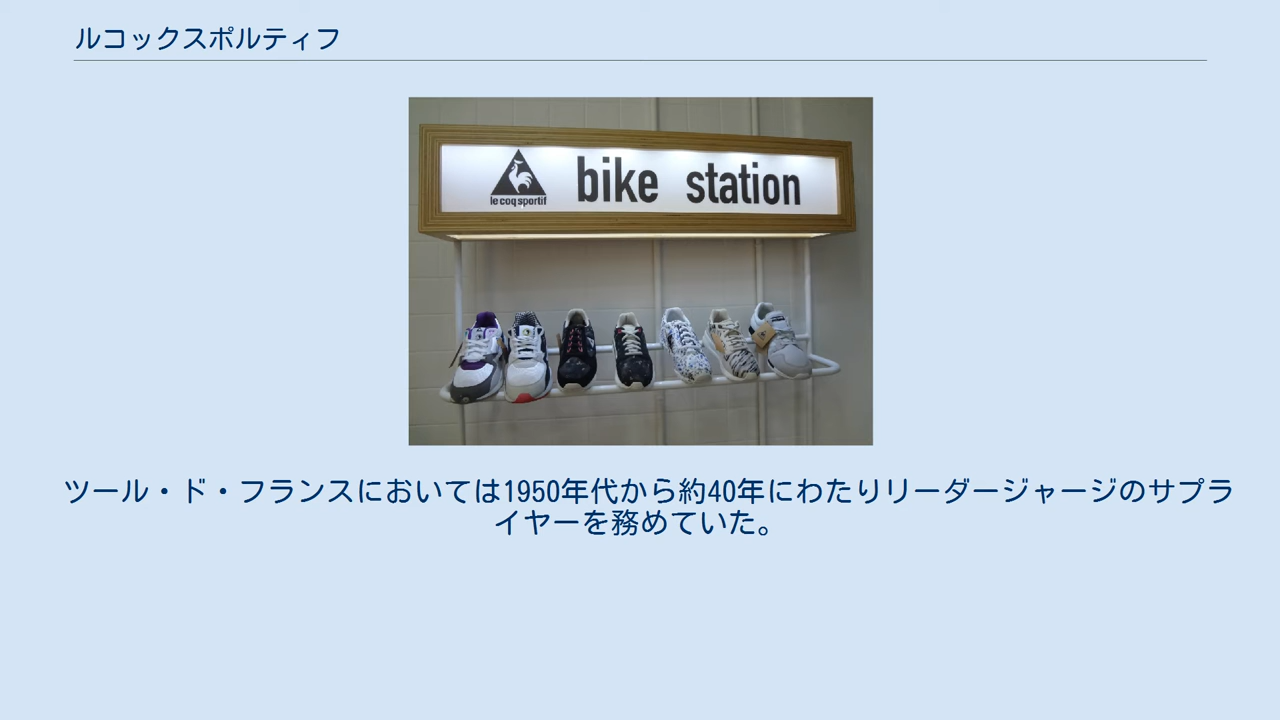 ルコックスポルティフ
le coq sportif
bike station
ツール・ド・フランスにおいては1950年代から約40年にわたりリーダージャージのサプラ
イヤーを務めていた。